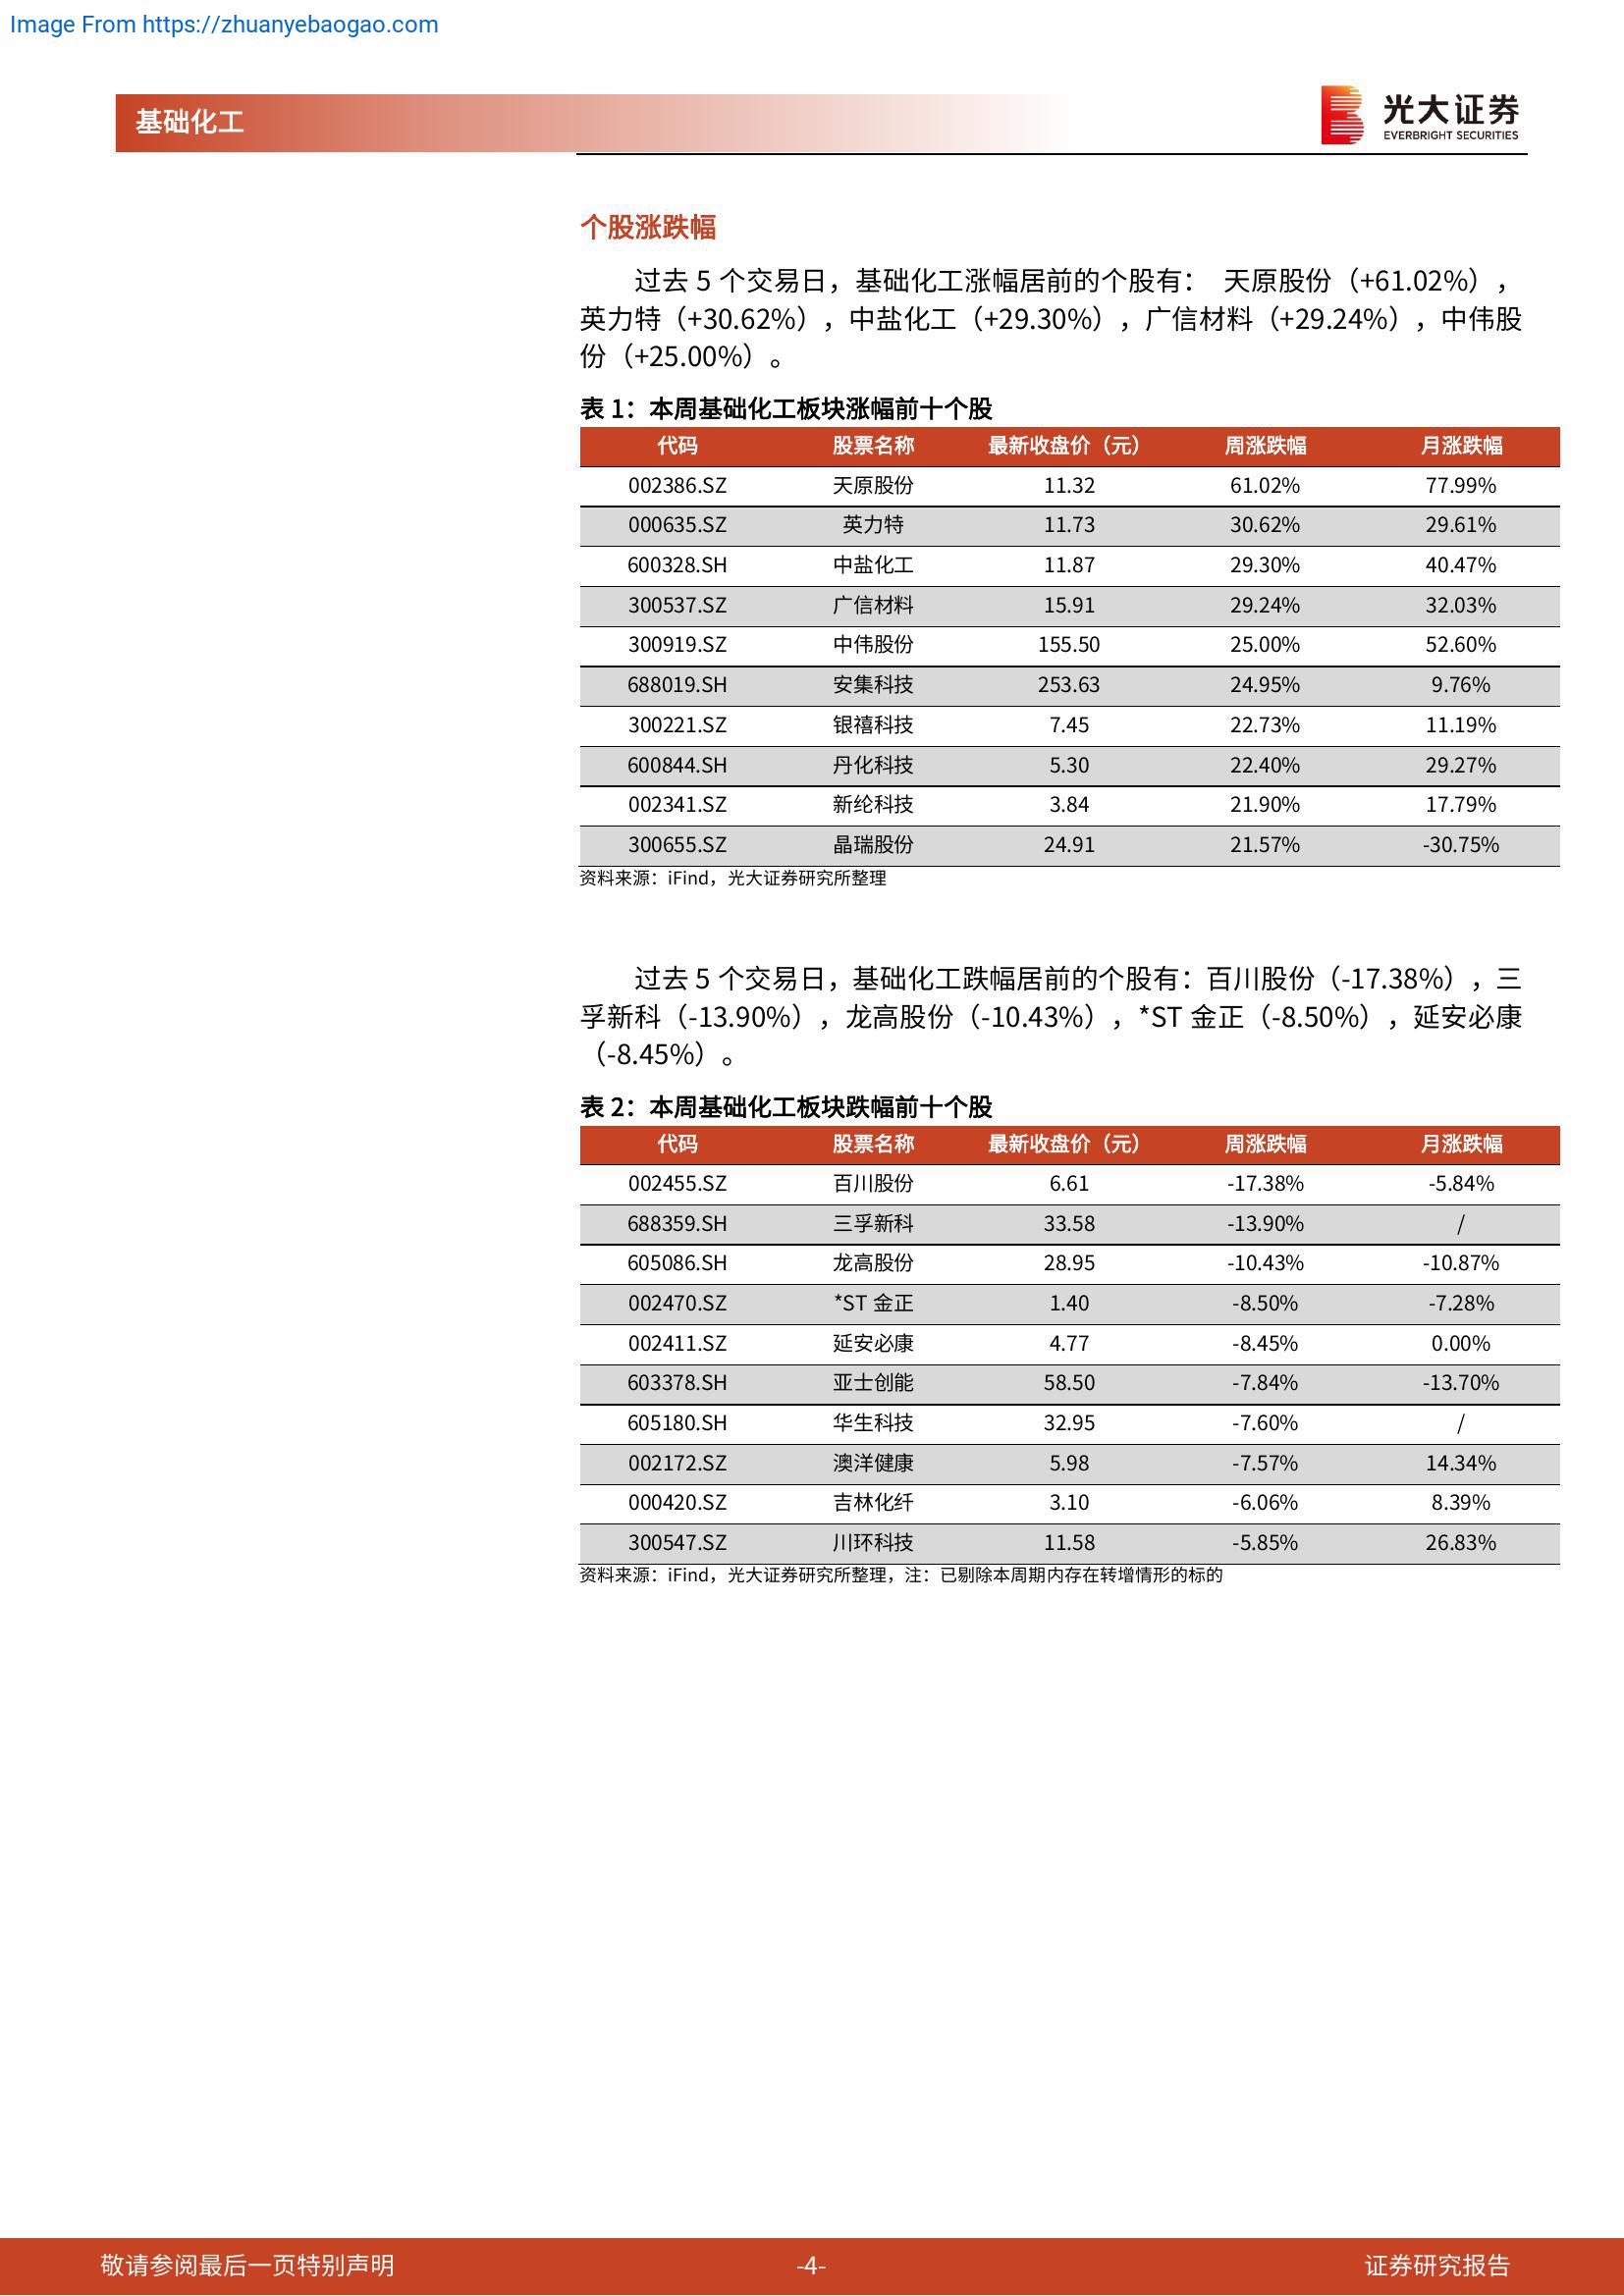 Image From https://zhuanyebaogao.com
基础化工
光大证券
EVERBRIGHT SECURITIES
个股涨跌幅
过去 5 个交易日，基础化工涨幅居前的个股有： 天原股份（+61.02%），
英力特（+30.62%），中盐化工（+29.30%），广信材料（+29.24%），中伟股
份（+25.00%）。
表 1：本周基础化工板块涨幅前十个股
代码 股票名称 最新收盘价（元） 周涨跌幅 月涨跌幅
002386.SZ 天原股份 11.32 61.02% 77.99%
000635.SZ 英力特 11.73 30.62% 29.61%
600328.SH 中盐化工 11.87 29.30% 40.47%
300537.SZ 广信材料 15.91 29.24% 32.03%
300919.SZ 中伟股份 155.50 25.00% 52.60%
688019.SH 安集科技 253.63 24.95% 9.76%
300221.SZ 银禧科技 7.45 22.73% 11.19%
600844.SH 丹化科技 5.30 22.40% 29.27%
002341.SZ 新纶科技 3.84 21.90% 17.79%
300655.SZ 晶瑞股份 24.91 21.57% -30.75%
资料来源：iFind，光大证券研究所整理
过去 5 个交易日，基础化工跌幅居前的个股有：百川股份（-17.38%），三
孚新科（-13.90%），龙高股份（-10.43%），*ST 金正（-8.50%），延安必康
（-8.45%）。
表 2：本周基础化工板块跌幅前十个股
代码 股票名称 最新收盘价（元） 周涨跌幅 月涨跌幅
002455.SZ 百川股份 6.61 -17.38% -5.84%
688359.SH 三孚新科 33.58 -13.90% /
605086.SH 龙高股份 28.95 -10.43% -10.87%
002470.SZ *ST 金正 1.40 -8.50% -7.28%
002411.SZ 延安必康 4.77 -8.45% 0.00%
603378.SH 亚士创能 58.50 -7.84% -13.70%
605180.SH 华生科技 32.95 -7.60% /
002172.SZ 澳洋健康 5.98 -7.57% 14.34%
000420.SZ 吉林化纤 3.10 -6.06% 8.39%
300547.SZ 川环科技 11.58 -5.85% 26.83%
资料来源：iFind，光大证券研究所整理，注：已剔除本周期内存在转增情形的标的
敬请参阅最后一页特别声明 -4- 证券研究报告